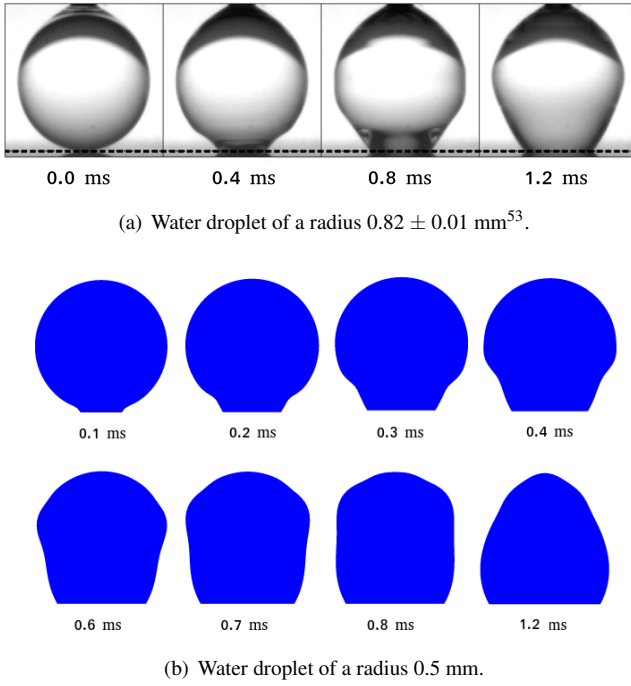 0.0 ms 0.4 ms 0.8 ms 1.2 ms
(a) Water droplet of a radius 0.82 ± 0.01 mm⁵³.
0.1 ms 0.2 ms 0.3 ms 0.4 ms
0.6 ms 0.7 ms 0.8 ms 1.2 ms
(b) Water droplet of a radius 0.5 mm.